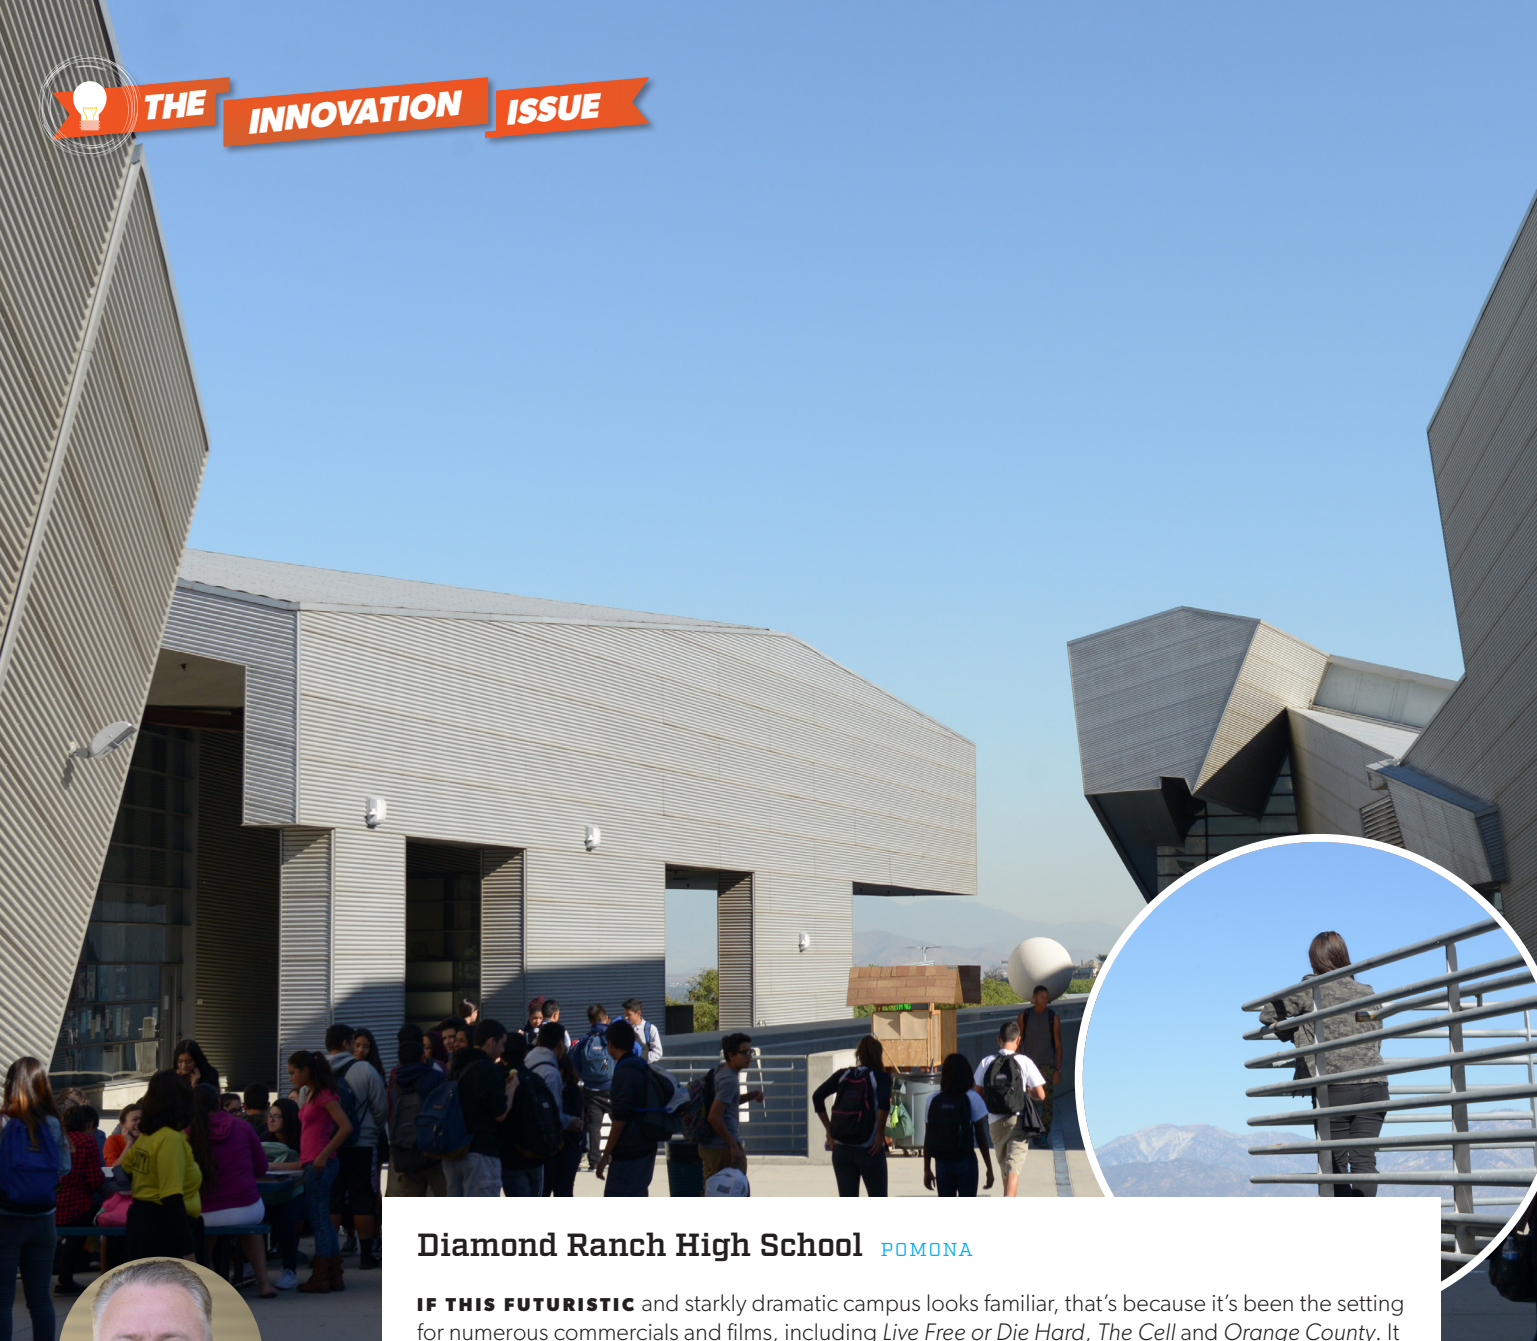 THE INNOVATION ISSUE
Diamond Ranch High School POMONA
IF THIS FUTURISTIC and starkly dramatic campus looks familiar, that's because it's been the setting
for numerous commercials and films, including Live Free or Die Hard, The Cell and Orange County. It